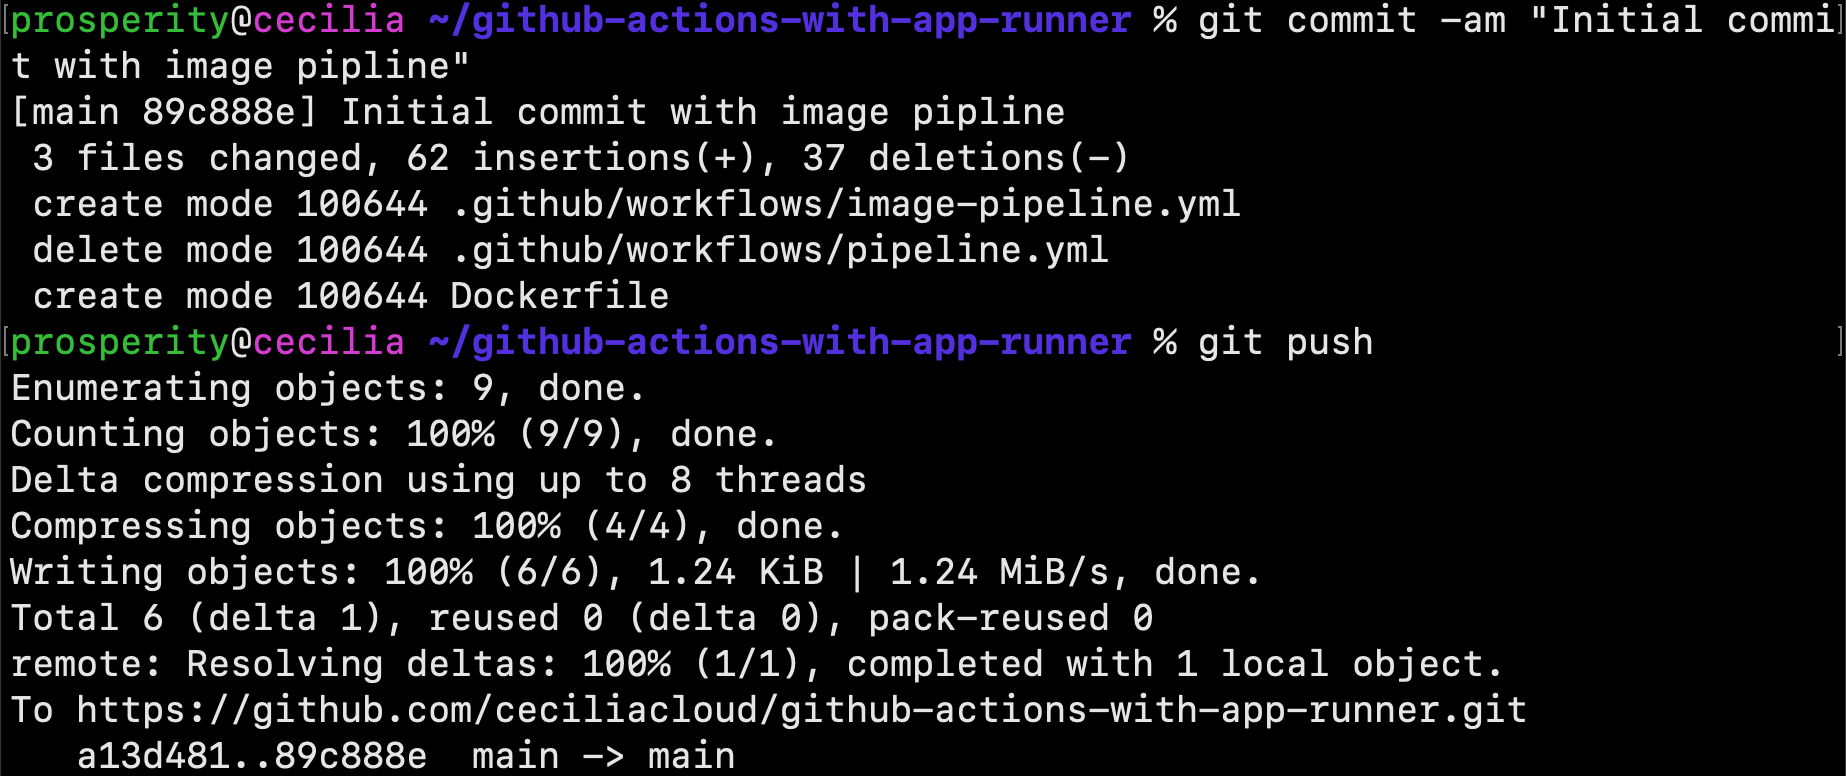 [prosperity@cecilia ~/github-actions-with-app-runner % git commit -am "Initial commi]
t with image pipline"
[main 89c888e] Initial commit with image pipline
 3 files changed, 62 insertions(+), 37 deletions(-)
 create mode 100644 .github/workflows/image-pipeline.yml
 delete mode 100644 .github/workflows/pipeline.yml
 create mode 100644 Dockerfile
[prosperity@cecilia ~/github-actions-with-app-runner % git push ]
Enumerating objects: 9, done.
Counting objects: 100% (9/9), done.
Delta compression using up to 8 threads
Compressing objects: 100% (4/4), done.
Writing objects: 100% (6/6), 1.24 KiB | 1.24 MiB/s, done.
Total 6 (delta 1), reused 0 (delta 0), pack-reused 0
remote: Resolving deltas: 100% (1/1), completed with 1 local object.
To https://github.com/ceciliacloud/github-actions-with-app-runner.git
   a13d481..89c888e  main -> main